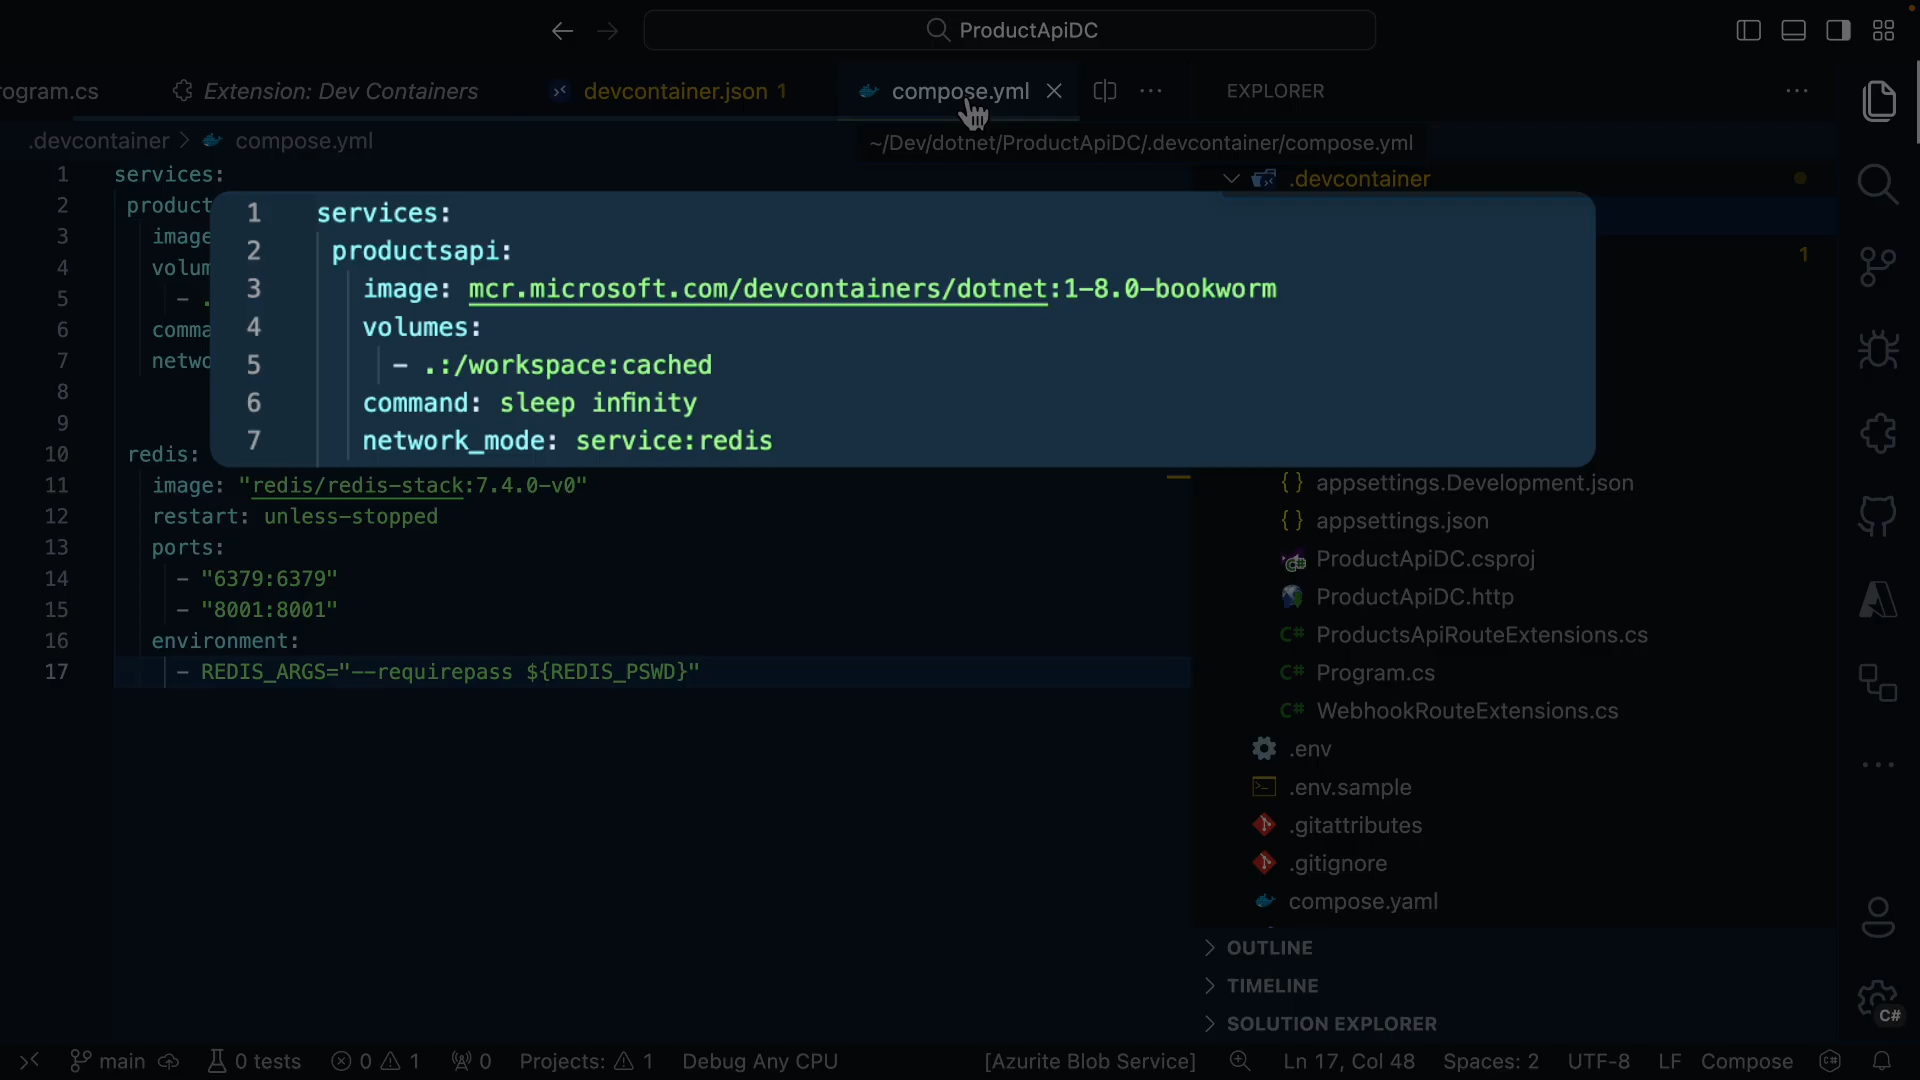 ProductApiDC
rogram.cs
Extension: Dev Containers
devcontainer.json 1
compose.yml
EXPLORER
.devcontainer
compose.yml
~/Dev/dotnet/ProductApiDC/.devcontainer/compose.yml
.devcontainer
1
1 services:
2 product
3 image
4 volum
5 - .
6 comma
7 netwo
8
9
1 services:
2 productsapi:
3 image: mcr.microsoft.com/devcontainers/dotnet:1-8.0-bookworm
4 volumes:
5 - .:/workspace:cached
6 command: sleep infinity
7 network_mode: service:redis
10 redis:
11 image: "redis/redis-stack:7.4.0-v0"
12 restart: unless-stopped
13 ports:
14 - "6379:6379"
15 - "8001:8001"
16 environment:
17 - REDIS_ARGS="--requirepass ${REDIS_PSWD}"
{ } appsettings.Development.json
{ } appsettings.json
ProductApiDC.csproj
ProductApiDC.http
C# ProductsApiRouteExtensions.cs
C# Program.cs
C# WebhookRouteExtensions.cs
.env
.env.sample
.gitattributes
.gitignore
compose.yaml
OUTLINE
TIMELINE
SOLUTION EXPLORER
C#
main
0 tests
0
1
0
Projects: 1
Debug Any CPU
[Azurite Blob Service]
Ln 17, Col 48
Spaces: 2
UTF-8
LF
Compose